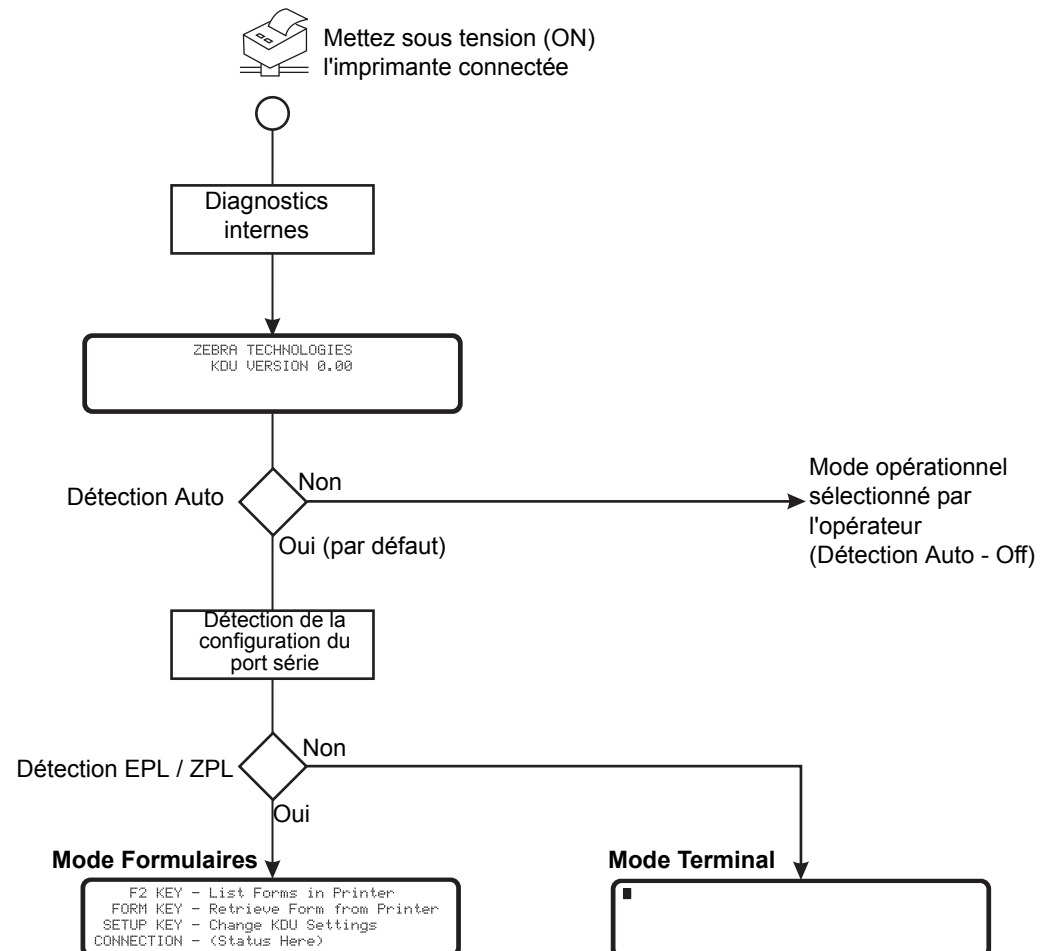 Mettez sous tension (ON)
l'imprimante connectée
Diagnostics
internes
ZEBRA TECHNOLOGIES
KDU VERSION 0.00
Détection Auto
Non
Mode opérationnel
sélectionné par
l'opérateur
(Détection Auto - Off)
Oui (par défaut)
Détection de la
configuration du
port série
Détection EPL / ZPL
Non
Oui
Mode Formulaires
Mode Terminal
F2 KEY - List Forms in Printer
FORM KEY - Retrieve Form from Printer
SETUP KEY - Change KDU Settings
CONNECTION - (Status Here)